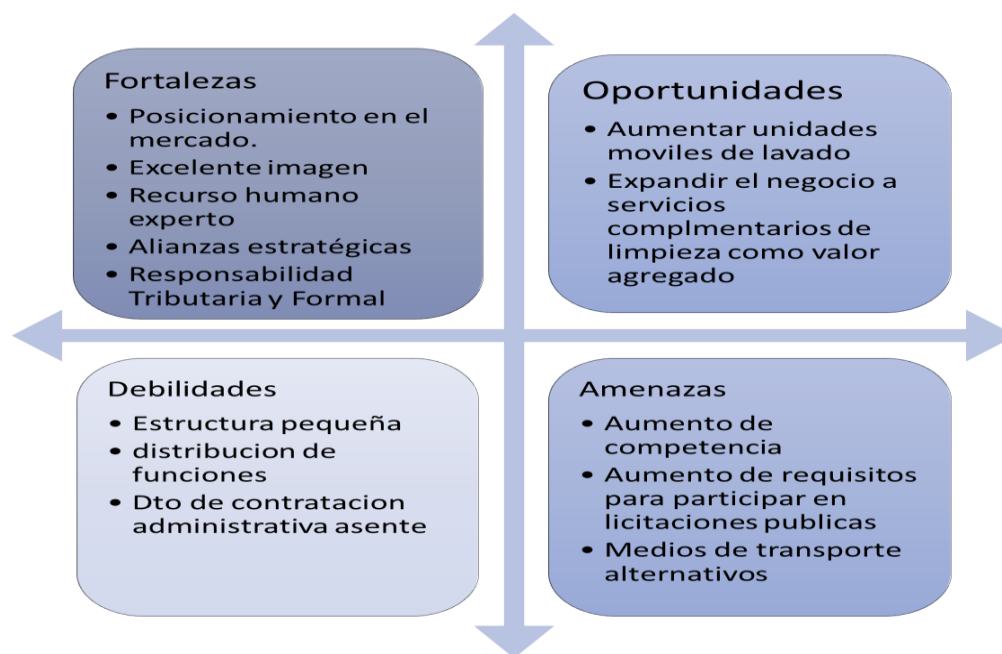 Fortalezas
• Posicionamiento en el
mercado.
• Excelente imagen
• Recurso humano
experto
• Alianzas estratégicas
• Responsabilidad
Tributaria y Formal
Oportunidades
• Aumentar unidades
moviles de lavado
• Expandir el negocio a
servicios
complmentarios de
limpieza como valor
agregado
Debilidades
• Estructura pequeña
• distribucion de
funciones
• Dto de contratacion
administrativa asente
Amenazas
• Aumento de
competencia
• Aumento de requisitos
para participar en
licitaciones publicas
• Medios de transporte
alternativos